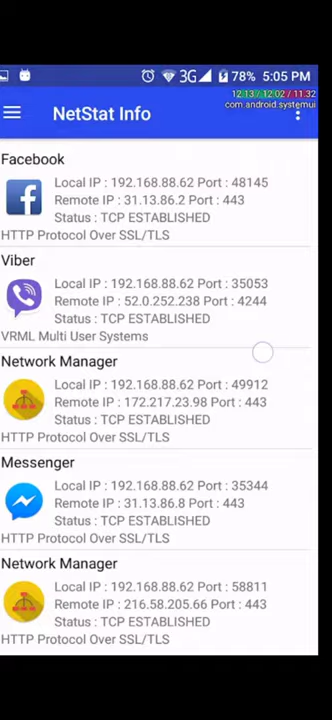 3G 78% 5:05 PM
12.13 / 12.02 / 11.32
com.android.systemui
NetStat Info
Facebook
Local IP : 192.168.88.62 Port : 48145
Remote IP : 31.13.86.2 Port : 443
Status : TCP ESTABLISHED
HTTP Protocol Over SSL/TLS
Viber
Local IP : 192.168.88.62 Port : 35053
Remote IP : 52.0.252.238 Port : 4244
Status : TCP ESTABLISHED
VRML Multi User Systems
Network Manager
Local IP : 192.168.88.62 Port : 49912
Remote IP : 172.217.23.98 Port : 443
Status : TCP ESTABLISHED
HTTP Protocol Over SSL/TLS
Messenger
Local IP : 192.168.88.62 Port : 35344
Remote IP : 31.13.86.8 Port : 443
Status : TCP ESTABLISHED
HTTP Protocol Over SSL/TLS
Network Manager
Local IP : 192.168.88.62 Port : 58811
Remote IP : 216.58.205.66 Port : 443
Status : TCP ESTABLISHED
HTTP Protocol Over SSL/TLS